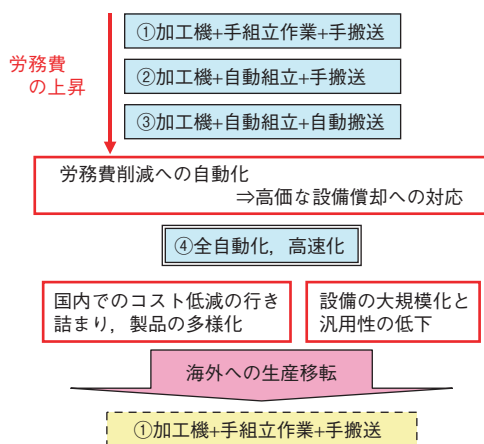 ①加工機+手組立作業+手搬送
労務費
の上昇
②加工機+自動組立+手搬送
③加工機+自動組立+自動搬送
労務費削減への自動化
⇒高価な設備償却への対応
④全自動化，高速化
国内でのコスト低減の行き
詰まり，製品の多様化
設備の大規模化と
汎用性の低下
海外への生産移転
①加工機+手組立作業+手搬送